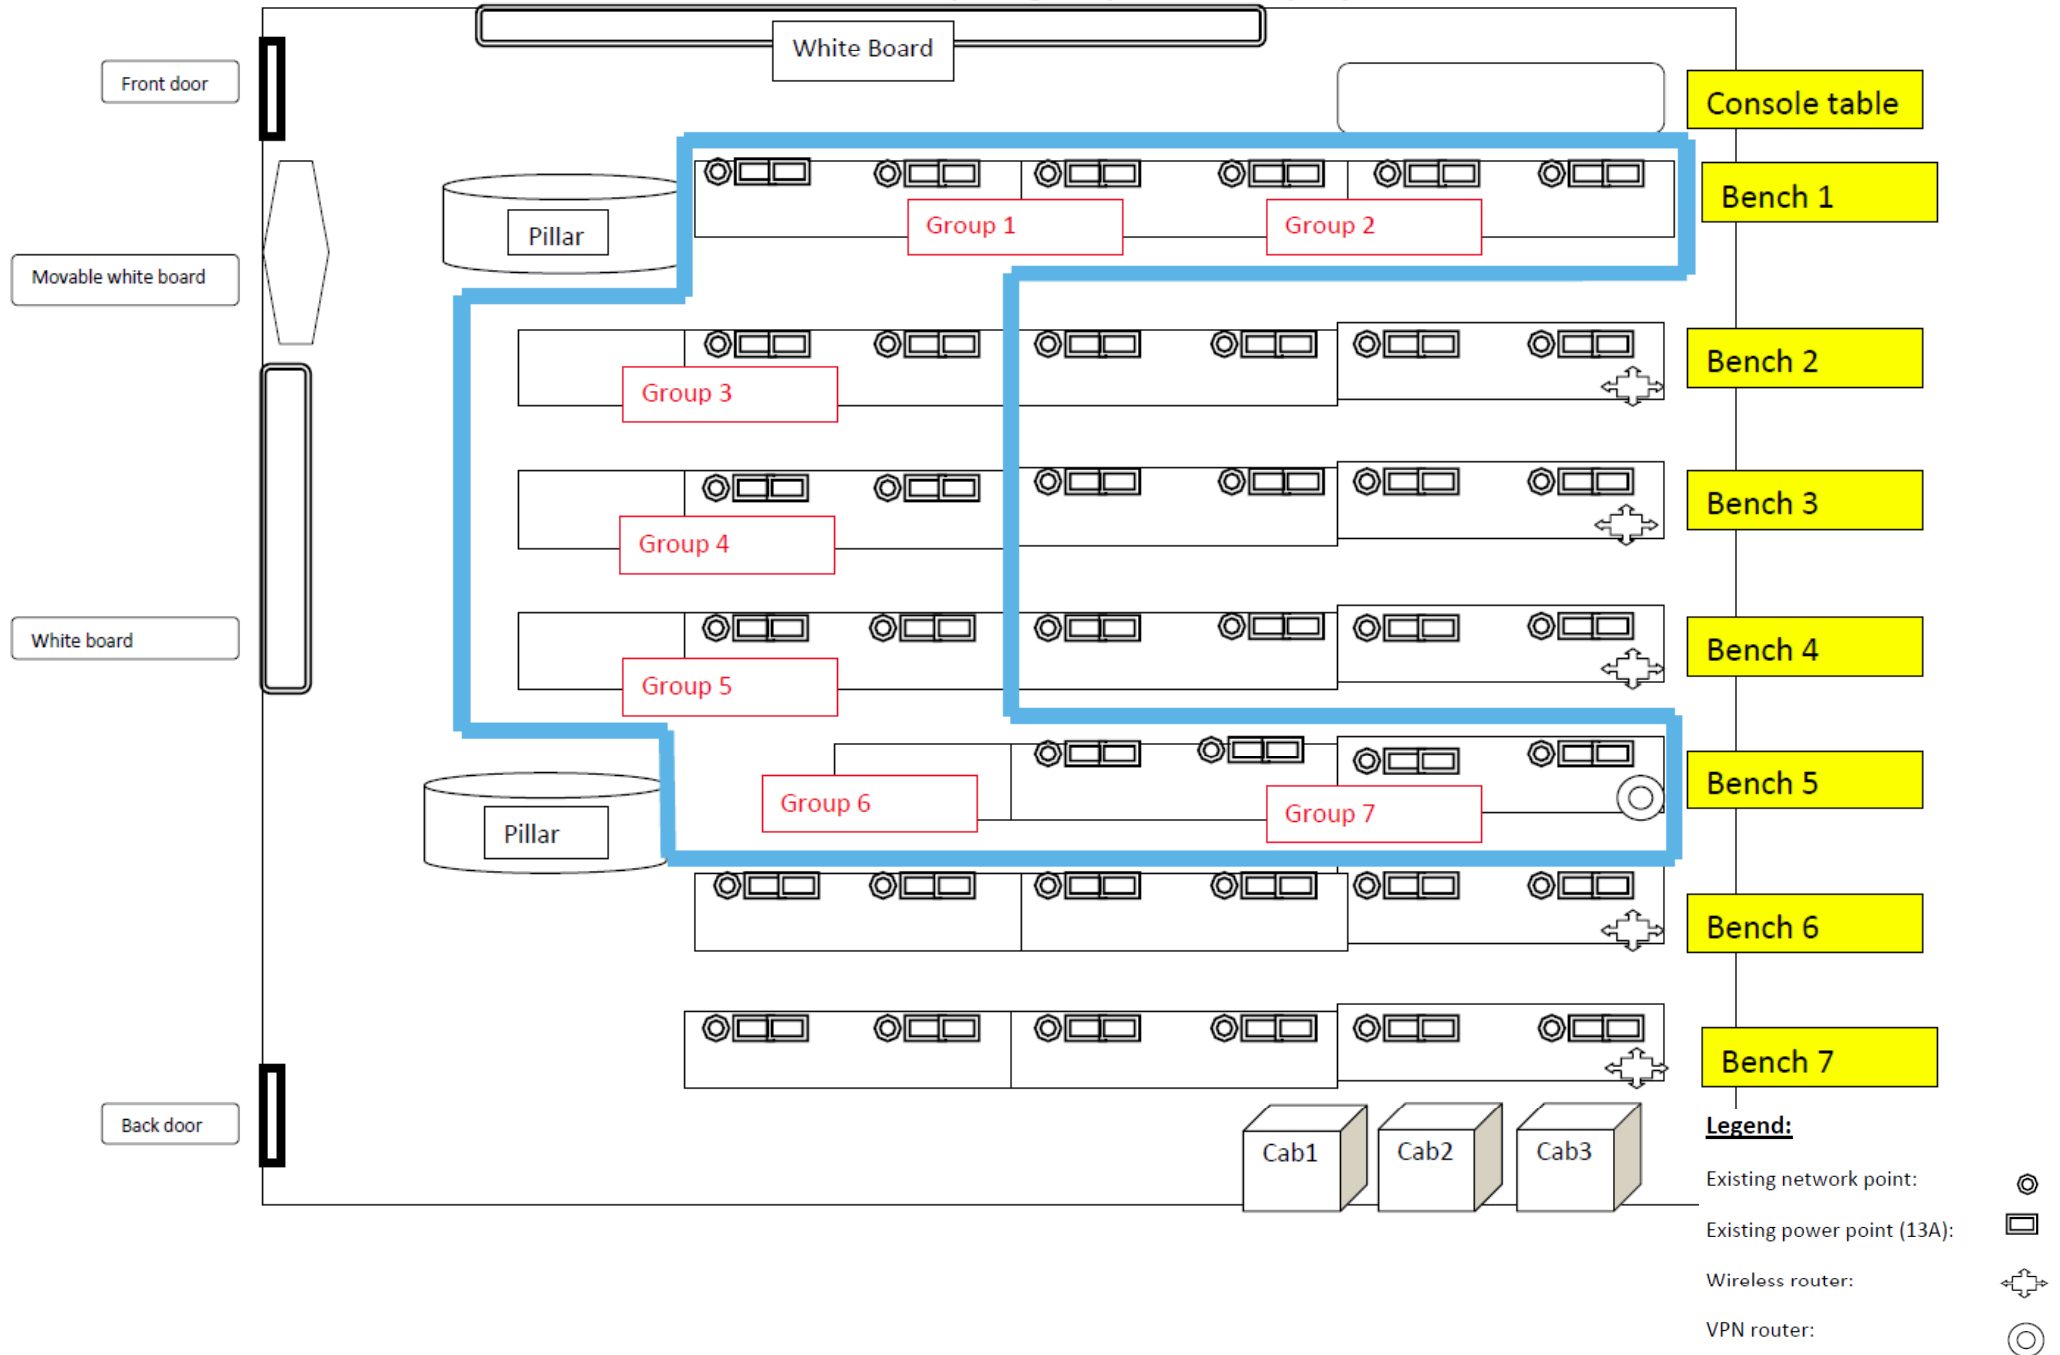 White Board
Front door
Console table
Bench 1
Group 1
Group 2
Pillar
Movable white board
Bench 2
Group 3
Bench 3
Group 4
White board
Bench 4
Group 5
Bench 5
Group 6
Group 7
Pillar
Bench 6
Bench 7
Back door
Cab1
Cab2
Cab3
Legend:
Existing network point:
Existing power point (13A):
Wireless router:
VPN router: